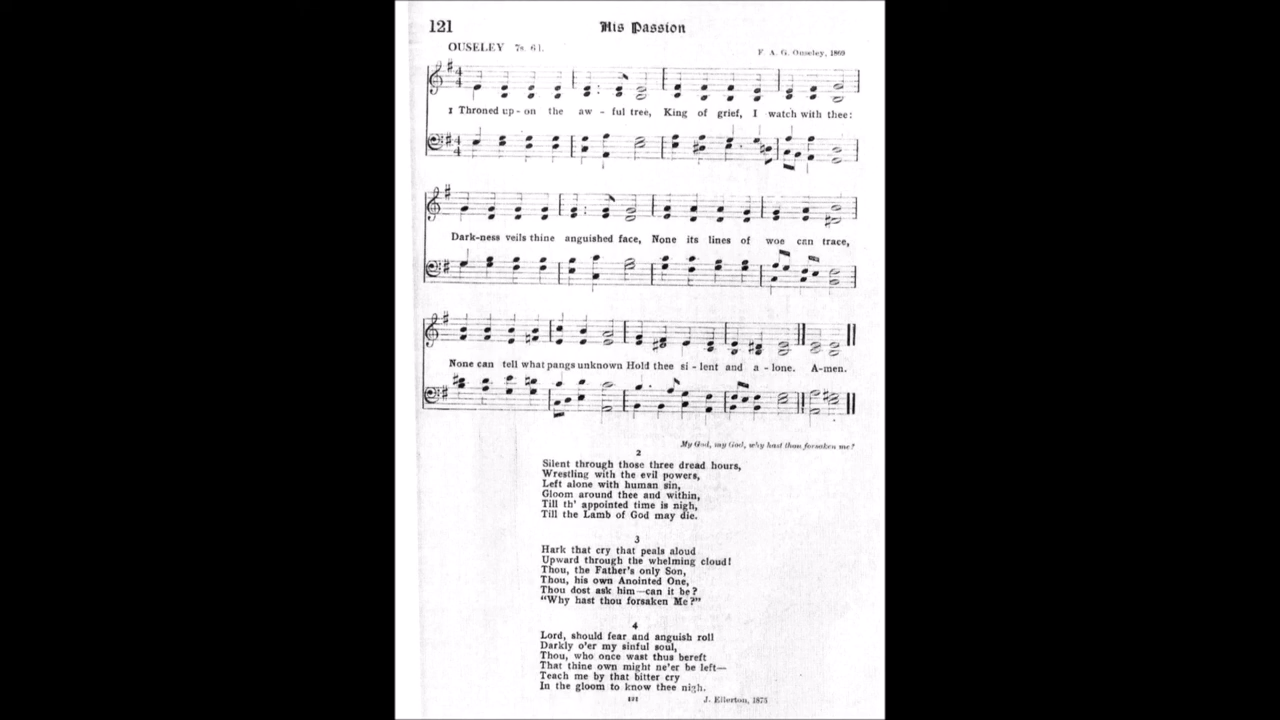 121
His Passion
OUSELEY 7s. 6l.
F. A. G. Ouseley, 1860
1 Throned up-on the aw-ful tree, King of grief, I watch with thee:
Dark-ness veils thine anguished face, None its lines of woe can trace,
None can tell what pangs unknown Hold thee si-lent and a-lone. A-men.
My God, my God, why hast thou forsaken me?
2
Silent through those three dread hours,
Wrestling with the evil powers,
Left alone with human sin,
Gloom around thee and within,
Till th' appointed time is nigh,
Till the Lamb of God may die.
3
Hark that cry that peals aloud
Upward through the whelming cloud!
Thou, the Father's only Son,
Thou, his own Anointed One,
Thou dost ask him—can it be?
"Why hast thou forsaken Me?"
4
Lord, should fear and anguish roll
Darkly o'er my sinful soul,
Thou, who once wast thus bereft
That thine own might ne'er be left—
Teach me by that bitter cry
In the gloom to know thee nigh.
121
J. Ellerton, 1875